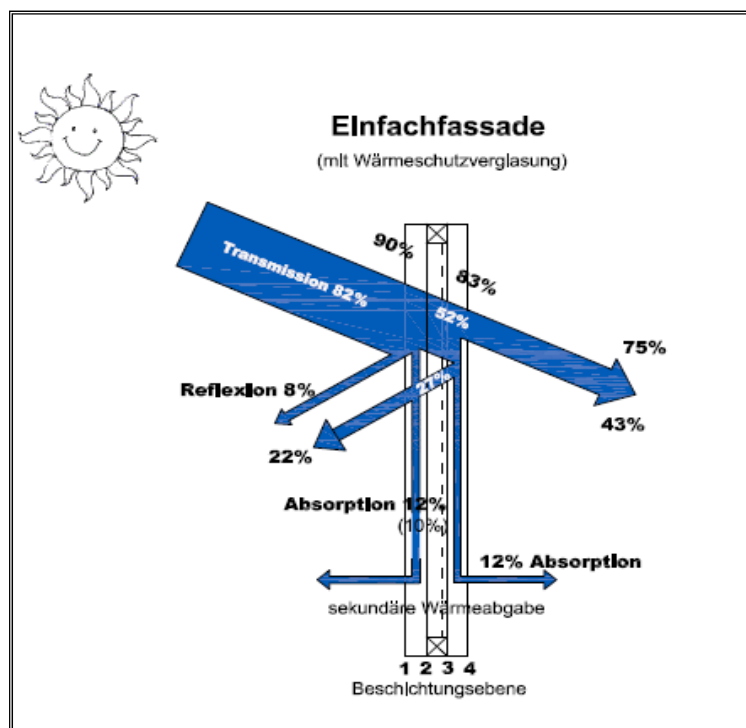 EInfachfassade
(mIt Wärmeschutzverglasung)
90%
Transmission 82%
83%
52%
75%
27%
ReflexIon 8%
43%
22%
Absorption 12%
(10%)
12% Absorption
sekundäre Wärmeabgabe
1 2 3 4
Beschichtungsebene